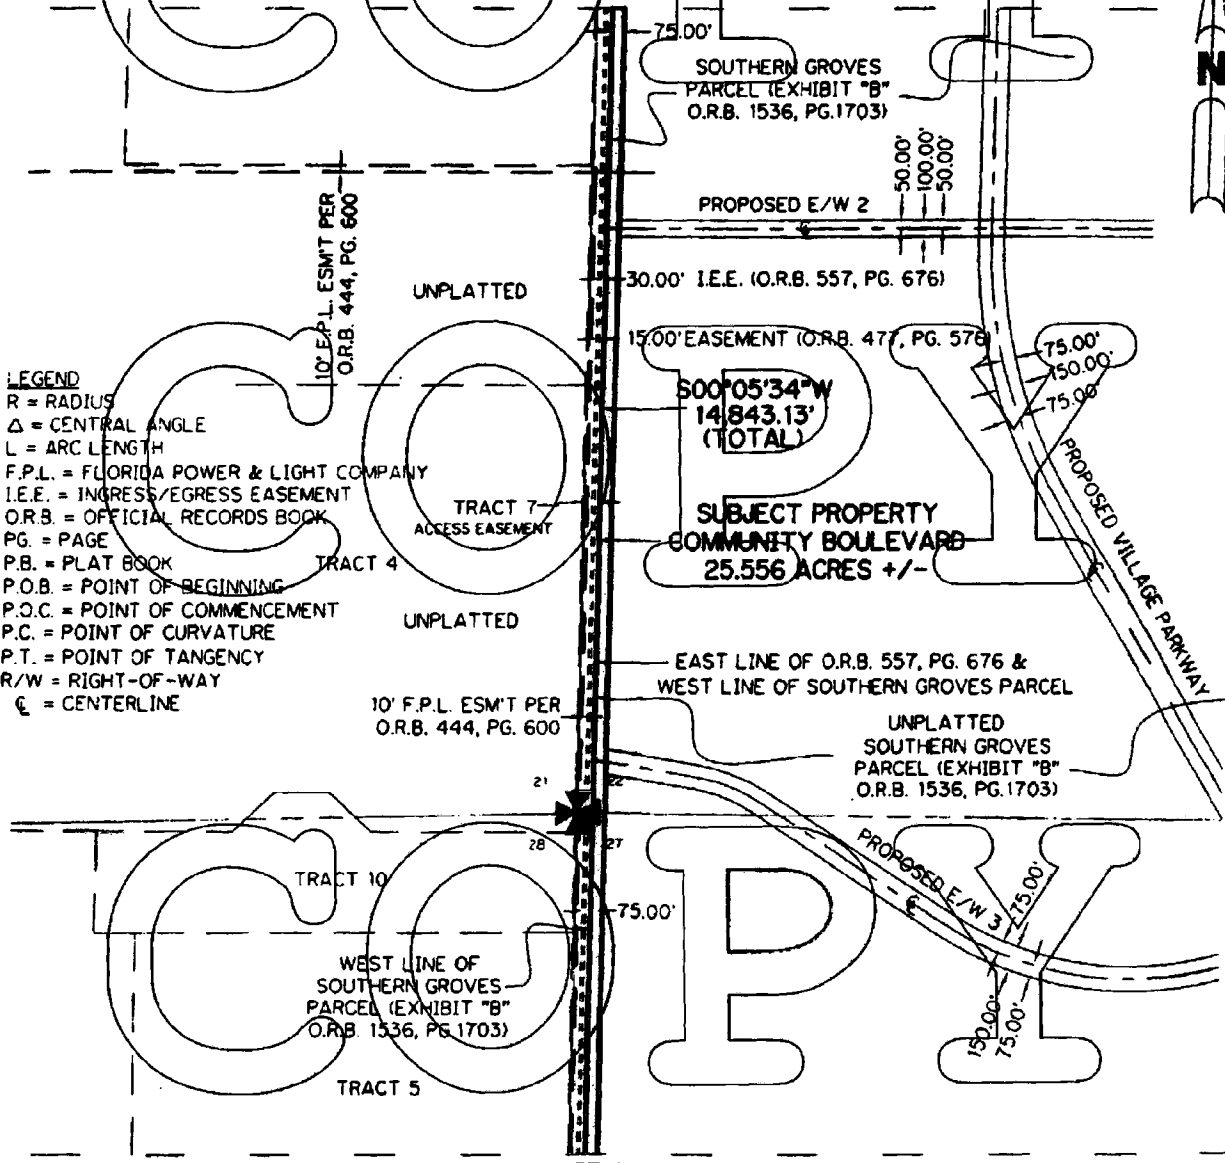 75.00'
SOUTHERN GROVES
PARCEL (EXHIBIT "B"
O.R.B. 1536, PG.1703)
N
50.00'
100.00'
50.00'
PROPOSED E/W 2
10' F.P.L. ESM'T PER
O.R.B. 444, PG. 600
UNPLATTED
30.00' I.E.E. (O.R.B. 557, PG. 676)
15.00' EASEMENT (O.R.B. 477, PG. 576)
75.00'
150.00'
75.00'
S00°05'34"W
14,843.13'
(TOTAL)
LEGEND
R = RADIUS
Δ = CENTRAL ANGLE
L = ARC LENGTH
F.P.L. = FLORIDA POWER & LIGHT COMPANY
I.E.E. = INGRESS/EGRESS EASEMENT
O.R.B. = OFFICIAL RECORDS BOOK
PG. = PAGE
P.B. = PLAT BOOK
P.O.B. = POINT OF BEGINNING
P.O.C. = POINT OF COMMENCEMENT
P.C. = POINT OF CURVATURE
P.T. = POINT OF TANGENCY
R/W = RIGHT-OF-WAY
℄ = CENTERLINE
TRACT 7
ACCESS EASEMENT
TRACT 4
UNPLATTED
SUBJECT PROPERTY
COMMUNITY BOULEVARD
25.556 ACRES +/-
PROPOSED VILLAGE PARKWAY
℄
EAST LINE OF O.R.B. 557, PG. 676 &
WEST LINE OF SOUTHERN GROVES PARCEL
10' F.P.L. ESM'T PER
O.R.B. 444, PG. 600
UNPLATTED
SOUTHERN GROVES
PARCEL (EXHIBIT "B"
O.R.B. 1536, PG.1703)
21
22
28
27
PROPOSED E/W 3
℄
75.00'
150.00'
75.00'
TRACT 10
75.00'
WEST LINE OF
SOUTHERN GROVES
PARCEL (EXHIBIT "B"
O.R.B. 1536, PG.1703)
TRACT 5
COPY
COPY
COPY